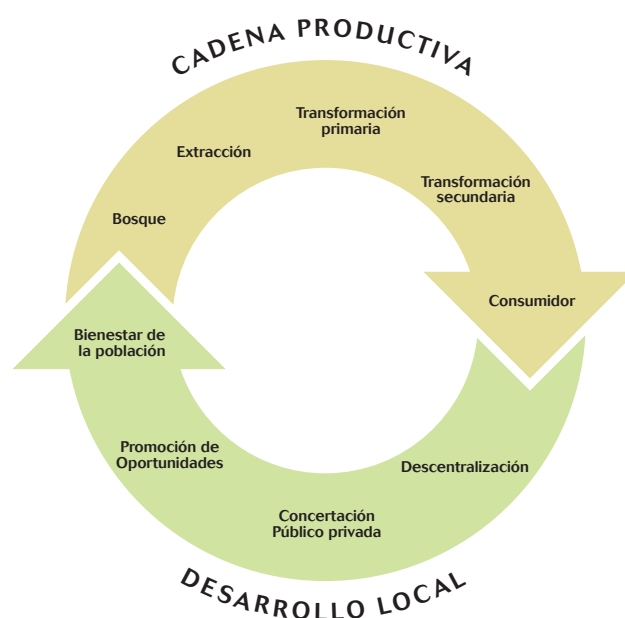 CADENA PRODUCTIVA
Transformación
primaria
Extracción
Transformación
secundaria
Bosque
Consumidor
Bienestar de
la población
Promoción de
Oportunidades
Descentralización
Concertación
Público privada
DESARROLLO LOCAL